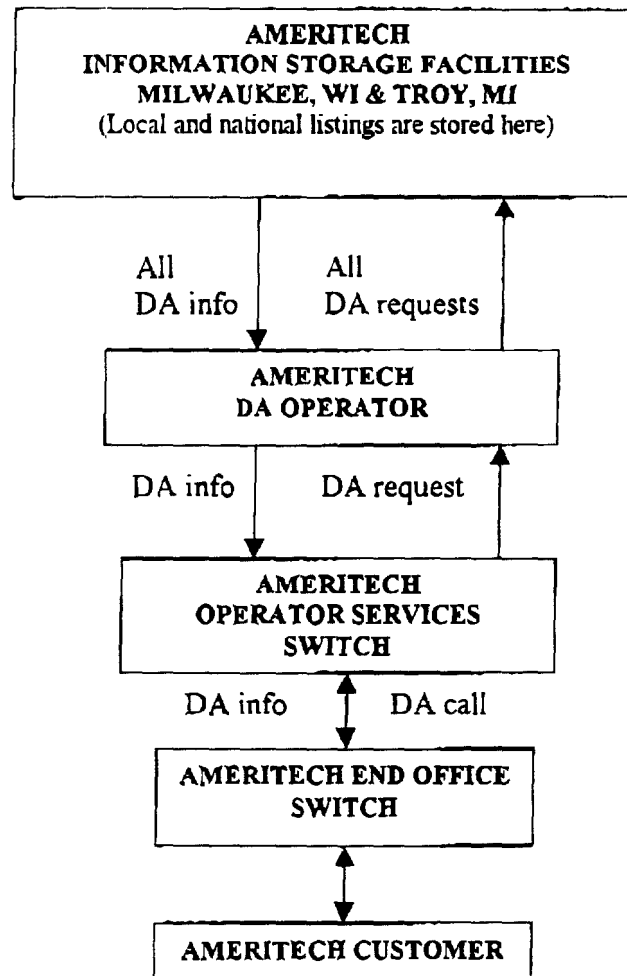 AMERITECH
INFORMATION STORAGE FACILITIES
MILWAUKEE, WI & TROY, MI
(Local and national listings are stored here)
All
DA info
All
DA requests
AMERITECH
DA OPERATOR
DA info
DA request
AMERITECH
OPERATOR SERVICES
SWITCH
DA info
DA call
AMERITECH END OFFICE
SWITCH
AMERITECH CUSTOMER